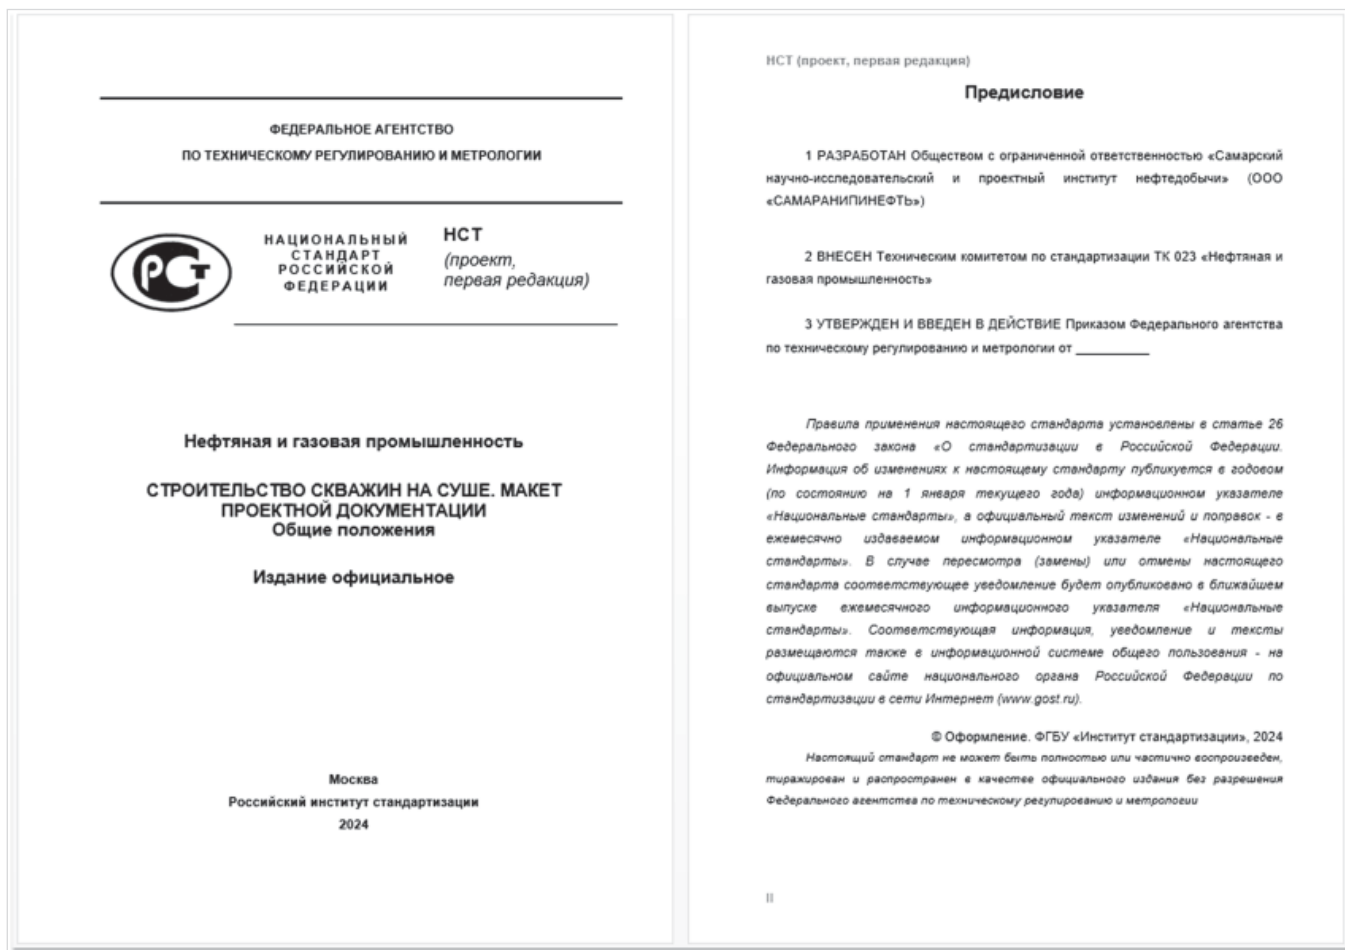 ФЕДЕРАЛЬНОЕ АГЕНТСТВО
ПО ТЕХНИЧЕСКОМУ РЕГУЛИРОВАНИЮ И МЕТРОЛОГИИ
РСТ
НАЦИОНАЛЬНЫЙ
СТАНДАРТ
РОССИЙСКОЙ
ФЕДЕРАЦИИ
НСТ
(проект,
первая редакция)
Нефтяная и газовая промышленность
СТРОИТЕЛЬСТВО СКВАЖИН НА СУШЕ. МАКЕТ
ПРОЕКТНОЙ ДОКУМЕНТАЦИИ
Общие положения
Издание официальное
Москва
Российский институт стандартизации
2024
НСТ (проект, первая редакция)
Предисловие
1 РАЗРАБОТАН Обществом с ограниченной ответственностью «Самарский
научно-исследовательский и проектный институт нефтедобычи» (ООО
«САМАРАНИПИНЕФТЬ»)
2 ВНЕСЕН Техническим комитетом по стандартизации ТК 023 «Нефтяная и
газовая промышленность»
3 УТВЕРЖДЕН И ВВЕДЕН В ДЕЙСТВИЕ Приказом Федерального агентства
по техническому регулированию и метрологии от ___________
Правила применения настоящего стандарта установлены в статье 26
Федерального закона «О стандартизации в Российской Федерации.
Информация об изменениях к настоящему стандарту публикуется в годовом
(по состоянию на 1 января текущего года) информационном указателе
«Национальные стандарты», а официальный текст изменений и поправок - в
ежемесячно издаваемом информационном указателе «Национальные
стандарты». В случае пересмотра (замены) или отмены настоящего
стандарта соответствующее уведомление будет опубликовано в ближайшем
выпуске ежемесячного информационного указателя «Национальные
стандарты». Соответствующая информация, уведомление и тексты
размещаются также в информационной системе общего пользования - на
официальном сайте национального органа Российской Федерации по
стандартизации в сети Интернет (www.gost.ru).
© Оформление. ФГБУ «Институт стандартизации», 2024
Настоящий стандарт не может быть полностью или частично воспроизведен,
тиражирован и распространен в качестве официального издания без разрешения
Федерального агентства по техническому регулированию и метрологии
II